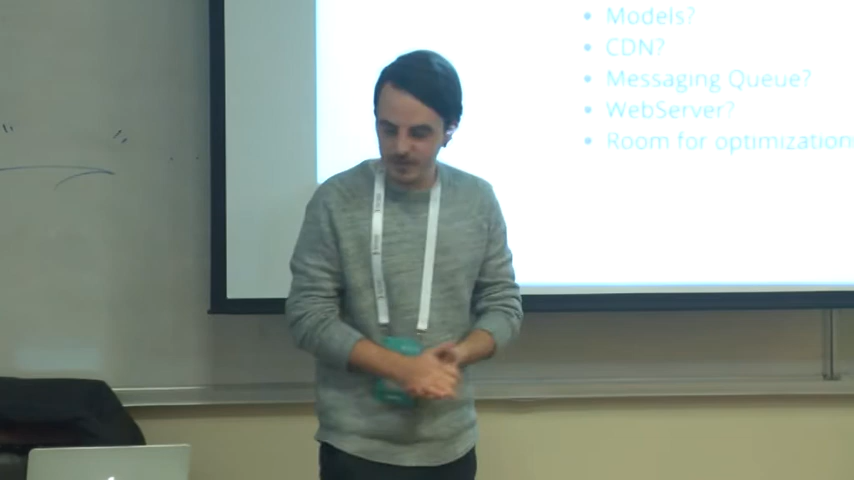 • Models?
• CDN?
• Messaging Queue?
• WebServer?
• Room for optimization